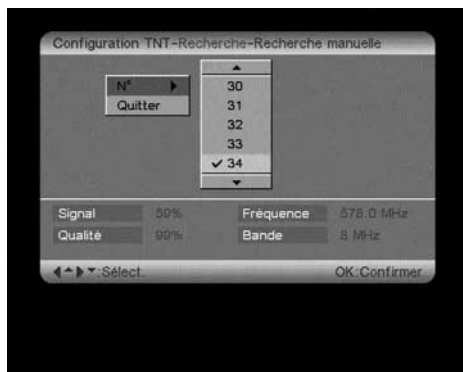 Configuration TNT-Recherche-Recherche manuelle
N°
Quitter
30
31
32
33
✓ 34
Signal 59% Fréquence 578.0 MHz
Qualité 99% Bande 8 MHz
:Sélect. OK:Confirmer